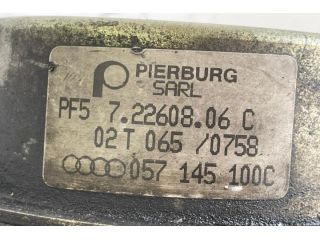 PIERBURG
SARL
PF5 7.22608.06 C
02 T 065 /0758
057 145 100C